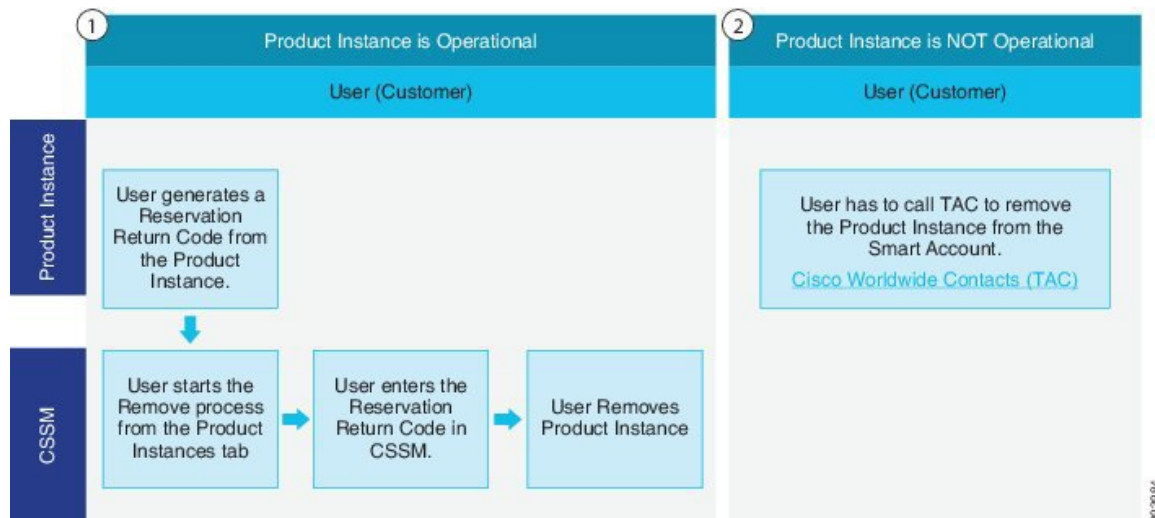 1
Product Instance is Operational
User (Customer)
2
Product Instance is NOT Operational
User (Customer)
Product Instance
User generates a
Reservation
Return Code from
the Product
Instance.
User has to call TAC to remove
the Product Instance from the
Smart Account.
Cisco Worldwide Contacts (TAC)
CSSM
User starts the
Remove process
from the Product
Instances tab
User enters the
Reservation
Return Code in
CSSM.
User Removes
Product Instance